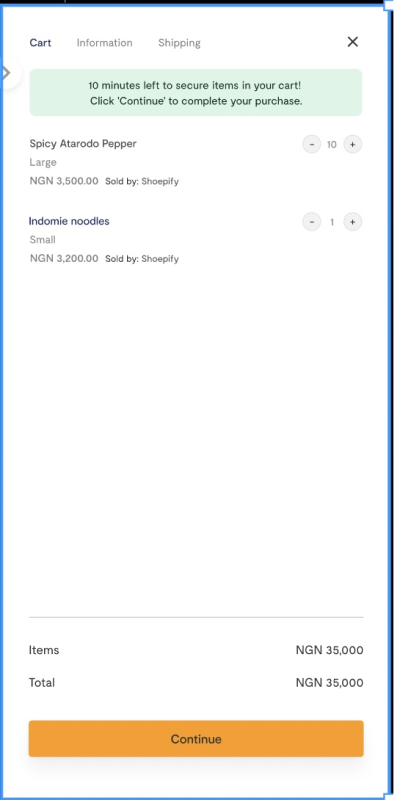 Cart Information Shipping ×
10 minutes left to secure items in your cart!
Click 'Continue' to complete your purchase.
Spicy Atarodo Pepper - 10 +
Large
NGN 3,500.00 Sold by: Shoepify
Indomie noodles - 1 +
Small
NGN 3,200.00 Sold by: Shoepify
Items NGN 35,000
Total NGN 35,000
Continue